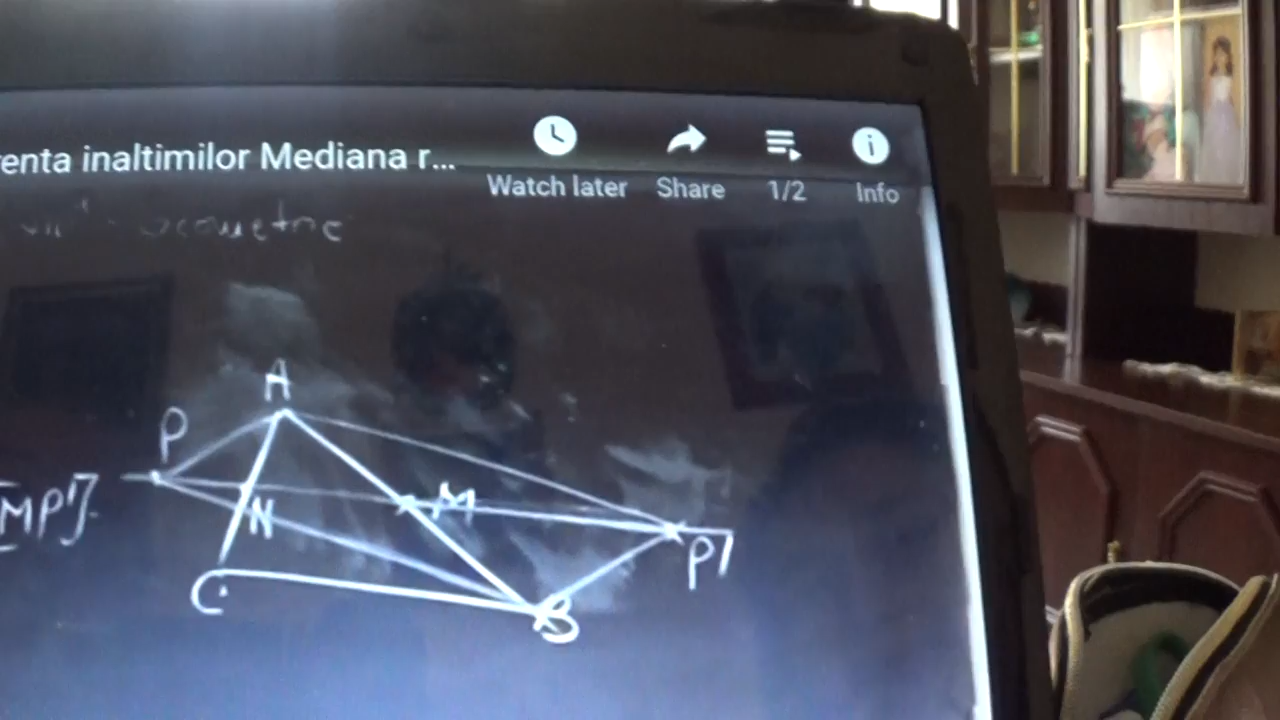 enta inaltimilor Mediana r...
Watch later Share 1/2 Info
A
P
MP']
N M
P'
C
B